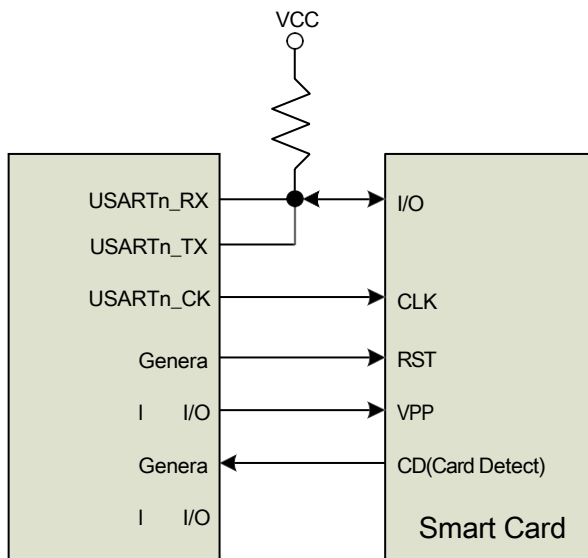 VCC
USARTn_RX
USARTn_TX
USARTn_CK
Genera
l I/O
Genera
l I/O
I/O
CLK
RST
VPP
CD(Card Detect)
Smart Card